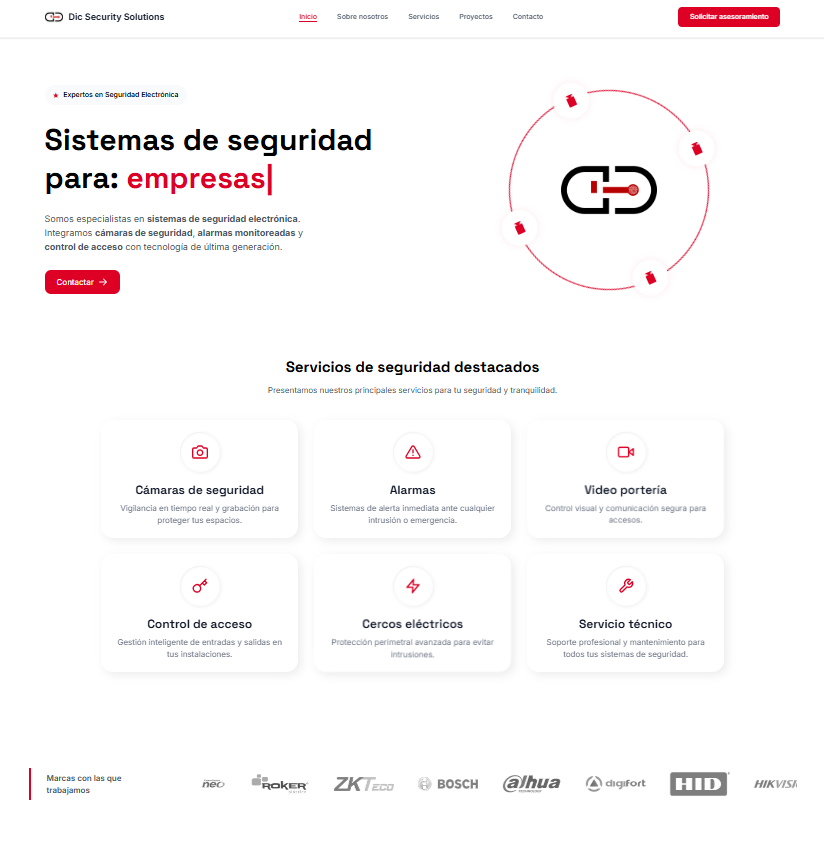 Dic Security Solutions
Inicio
Sobre nosotros
Servicios
Proyectos
Contacto
Solicitar asesoramiento
Expertos en Seguridad Electrónica
Sistemas de seguridad
para: empresas|
Somos especialistas en sistemas de seguridad electrónica.
Integramos cámaras de seguridad, alarmas monitoreadas y
control de acceso con tecnología de última generación.
Contactar
Servicios de seguridad destacados
Presentamos nuestros principales servicios para tu seguridad y tranquilidad.
Cámaras de seguridad
Vigilancia en tiempo real y grabación para
proteger tus espacios.
Alarmas
Sistemas de alerta inmediata ante cualquier
intrusión o emergencia.
Video portería
Control visual y comunicación segura para
accesos.
Control de acceso
Gestión inteligente de entradas y salidas en
tus instalaciones.
Cercos eléctricos
Protección perimetral avanzada para evitar
intrusiones.
Servicio técnico
Soporte profesional y mantenimiento para
todos tus sistemas de seguridad.
Marcas con las que
trabajamos
neo
ROKER
ZKTeco
BOSCH
alhua
TECHNOLOGY
digifort
HID
HIKVISI